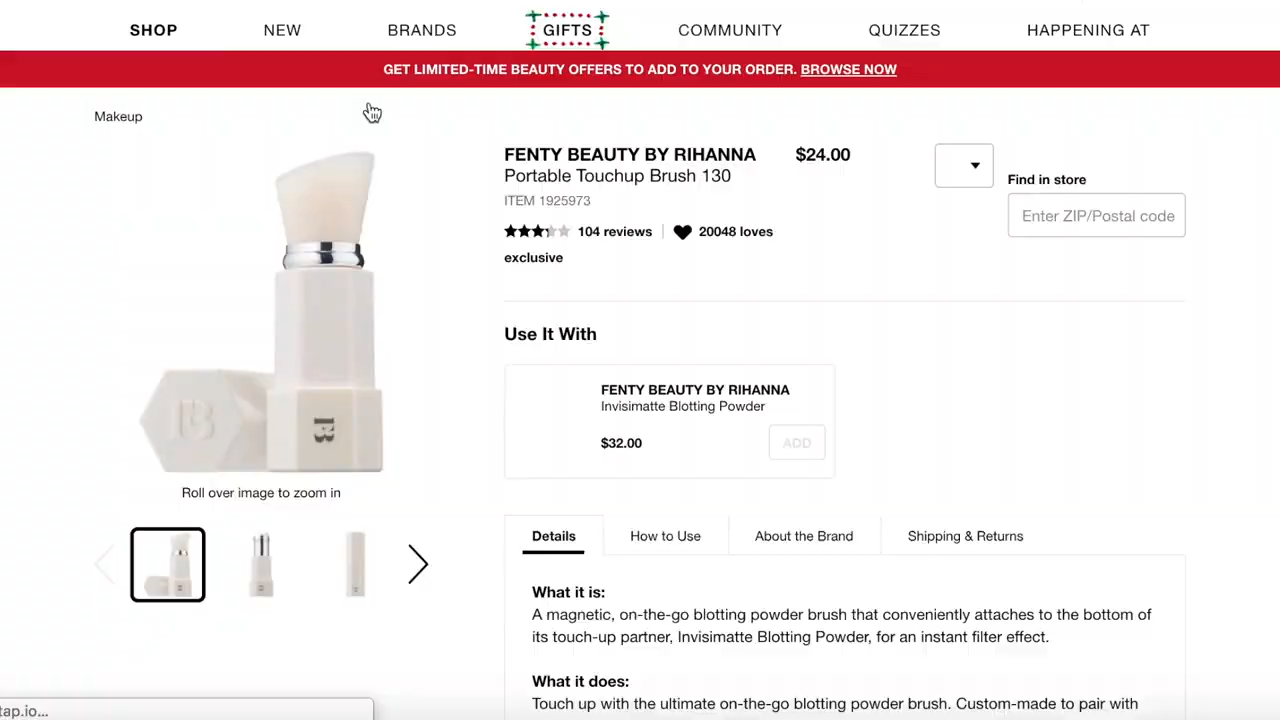 SHOP NEW BRANDS GIFTS COMMUNITY QUIZZES HAPPENING AT
GET LIMITED-TIME BEAUTY OFFERS TO ADD TO YOUR ORDER. BROWSE NOW
Makeup
FENTY BEAUTY BY RIHANNA $24.00
Portable Touchup Brush 130
ITEM 1925973
104 reviews 20048 loves
exclusive
Find in store
Enter ZIP/Postal code
Use It With
FENTY BEAUTY BY RIHANNA
Invisimatte Blotting Powder
$32.00 ADD
Roll over image to zoom in
Details How to Use About the Brand Shipping & Returns
What it is:
A magnetic, on-the-go blotting powder brush that conveniently attaches to the bottom of
its touch-up partner, Invisimatte Blotting Powder, for an instant filter effect.
What it does:
Touch up with the ultimate on-the-go blotting powder brush. Custom-made to pair with
tap.io...